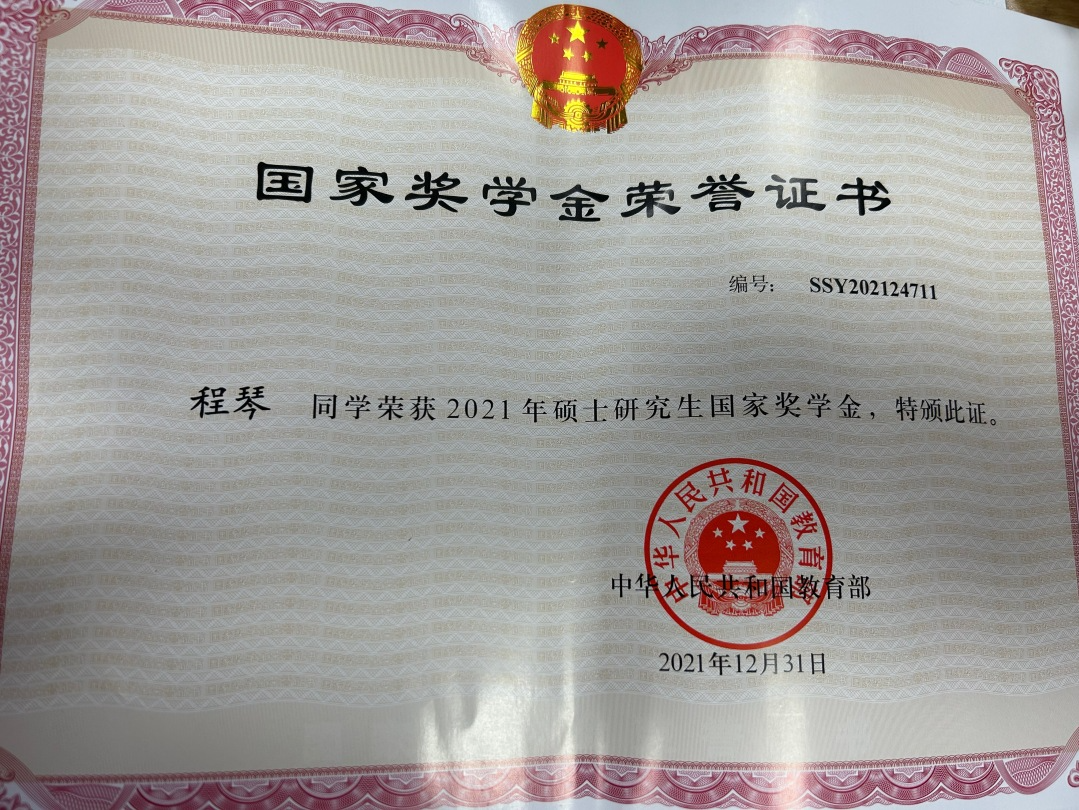 国家奖学金荣誉证书
编号： SSY202124711
程琴 同学荣获2021年硕士研究生国家奖学金，特颁此证。
中华人民共和国教育部
中华人民共和国教育部
2021年12月31日